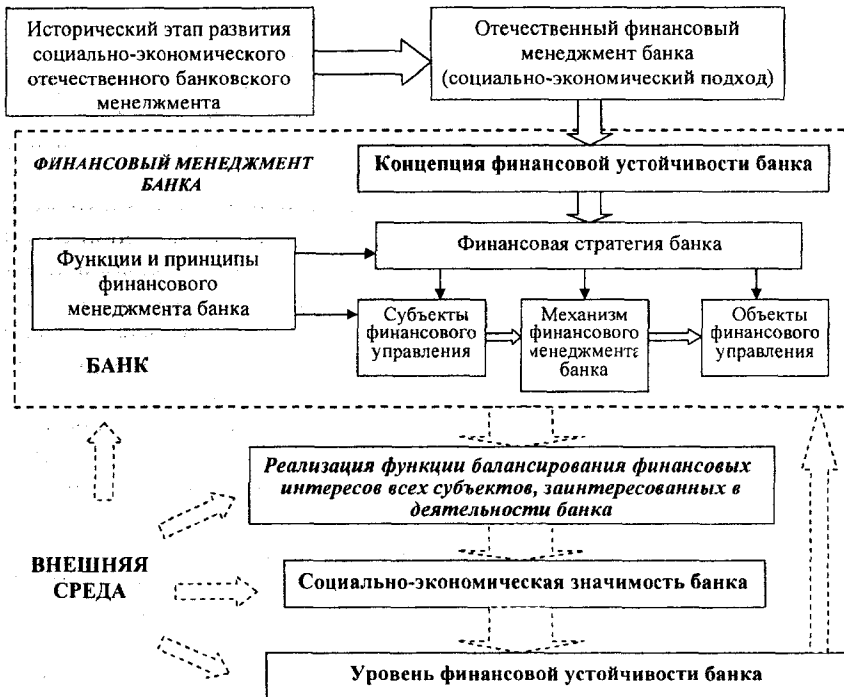 Исторический этап развития
социально-экономического
отечественного банковского
менелжмента
Отечественный финансовый
менеджмент банка
(социально-экономический подход)
ФИНАНСОВЫЙ МЕНЕДЖМЕНТ
БАНКА
Концепция финансовой устойчивости банка
Финансовая стратегия банка
Функции и принципы
финансового
менеджмента банка
Субъекты
финансового
управления
Механизм
финансового
менеджмента
банка
Объекты
финансового
управления
БАНК
Реализация функции балансирования финансовых
интересов всех субъектов, заинтересованных в
деятельности банка
ВНЕШНЯЯ
СРЕДА
Социально-экономическая значимость банка
Уровень финансовой устойчивости банка